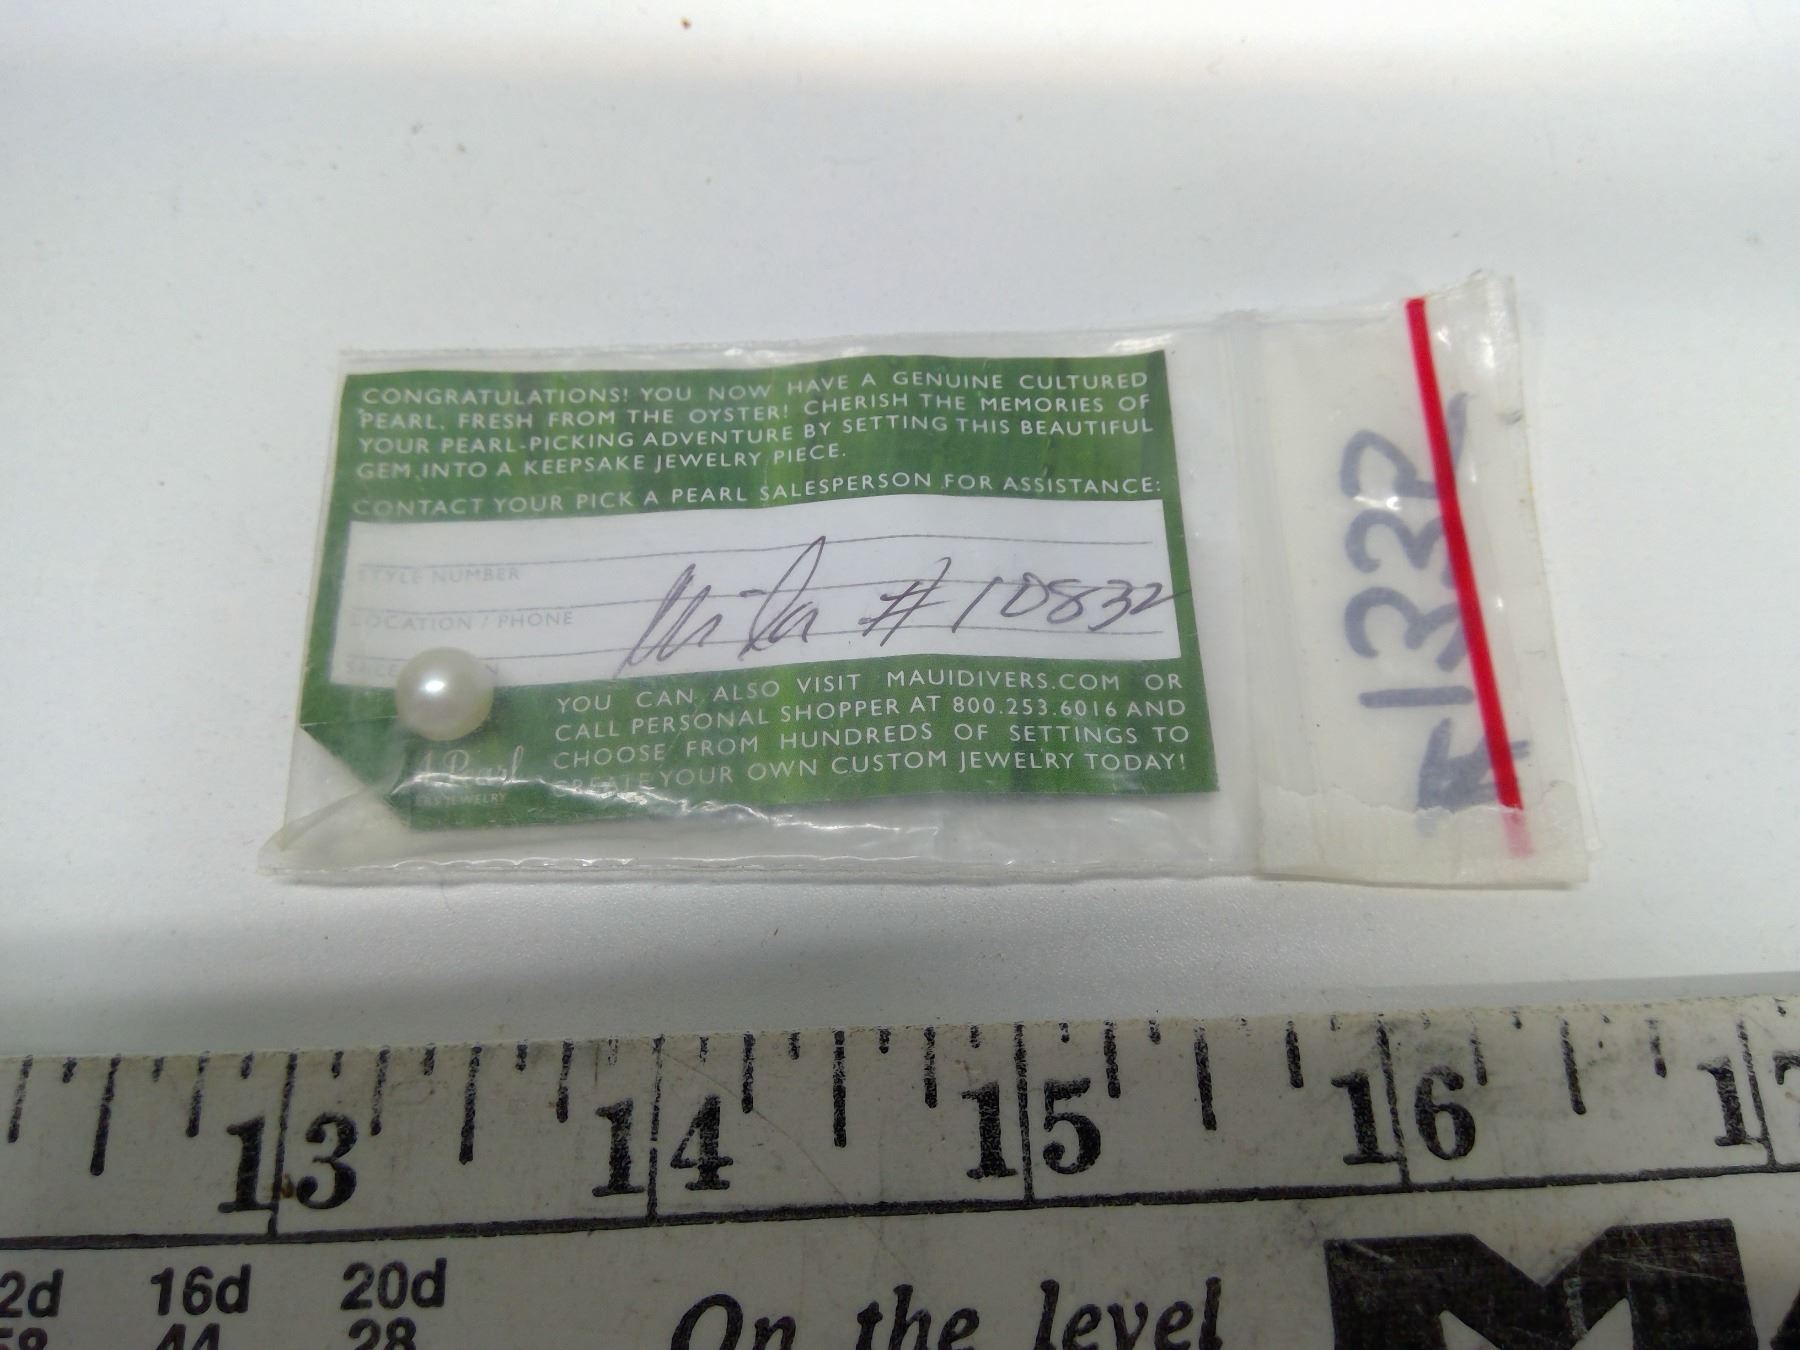 CONGRATULATIONS! YOU NOW HAVE A GENUINE CULTURED
PEARL, FRESH FROM THE OYSTER! CHERISH THE MEMORIES OF
YOUR PEARL-PICKING ADVENTURE BY SETTING THIS BEAUTIFUL
GEM INTO A KEEPSAKE JEWELRY PIECE.
CONTACT YOUR PICK A PEARL SALESPERSON FOR ASSISTANCE:
STYLE NUMBER
LOCATION / PHONE
# 10832
YOU CAN ALSO VISIT MAUIDIVERS.COM OR
CALL PERSONAL SHOPPER AT 800.253.6016 AND
CHOOSE FROM HUNDREDS OF SETTINGS TO
CREATE YOUR OWN CUSTOM JEWELRY TODAY!
A Pearl
JEWELRY
13 14 15 16
16d 20d
44 28
On the level